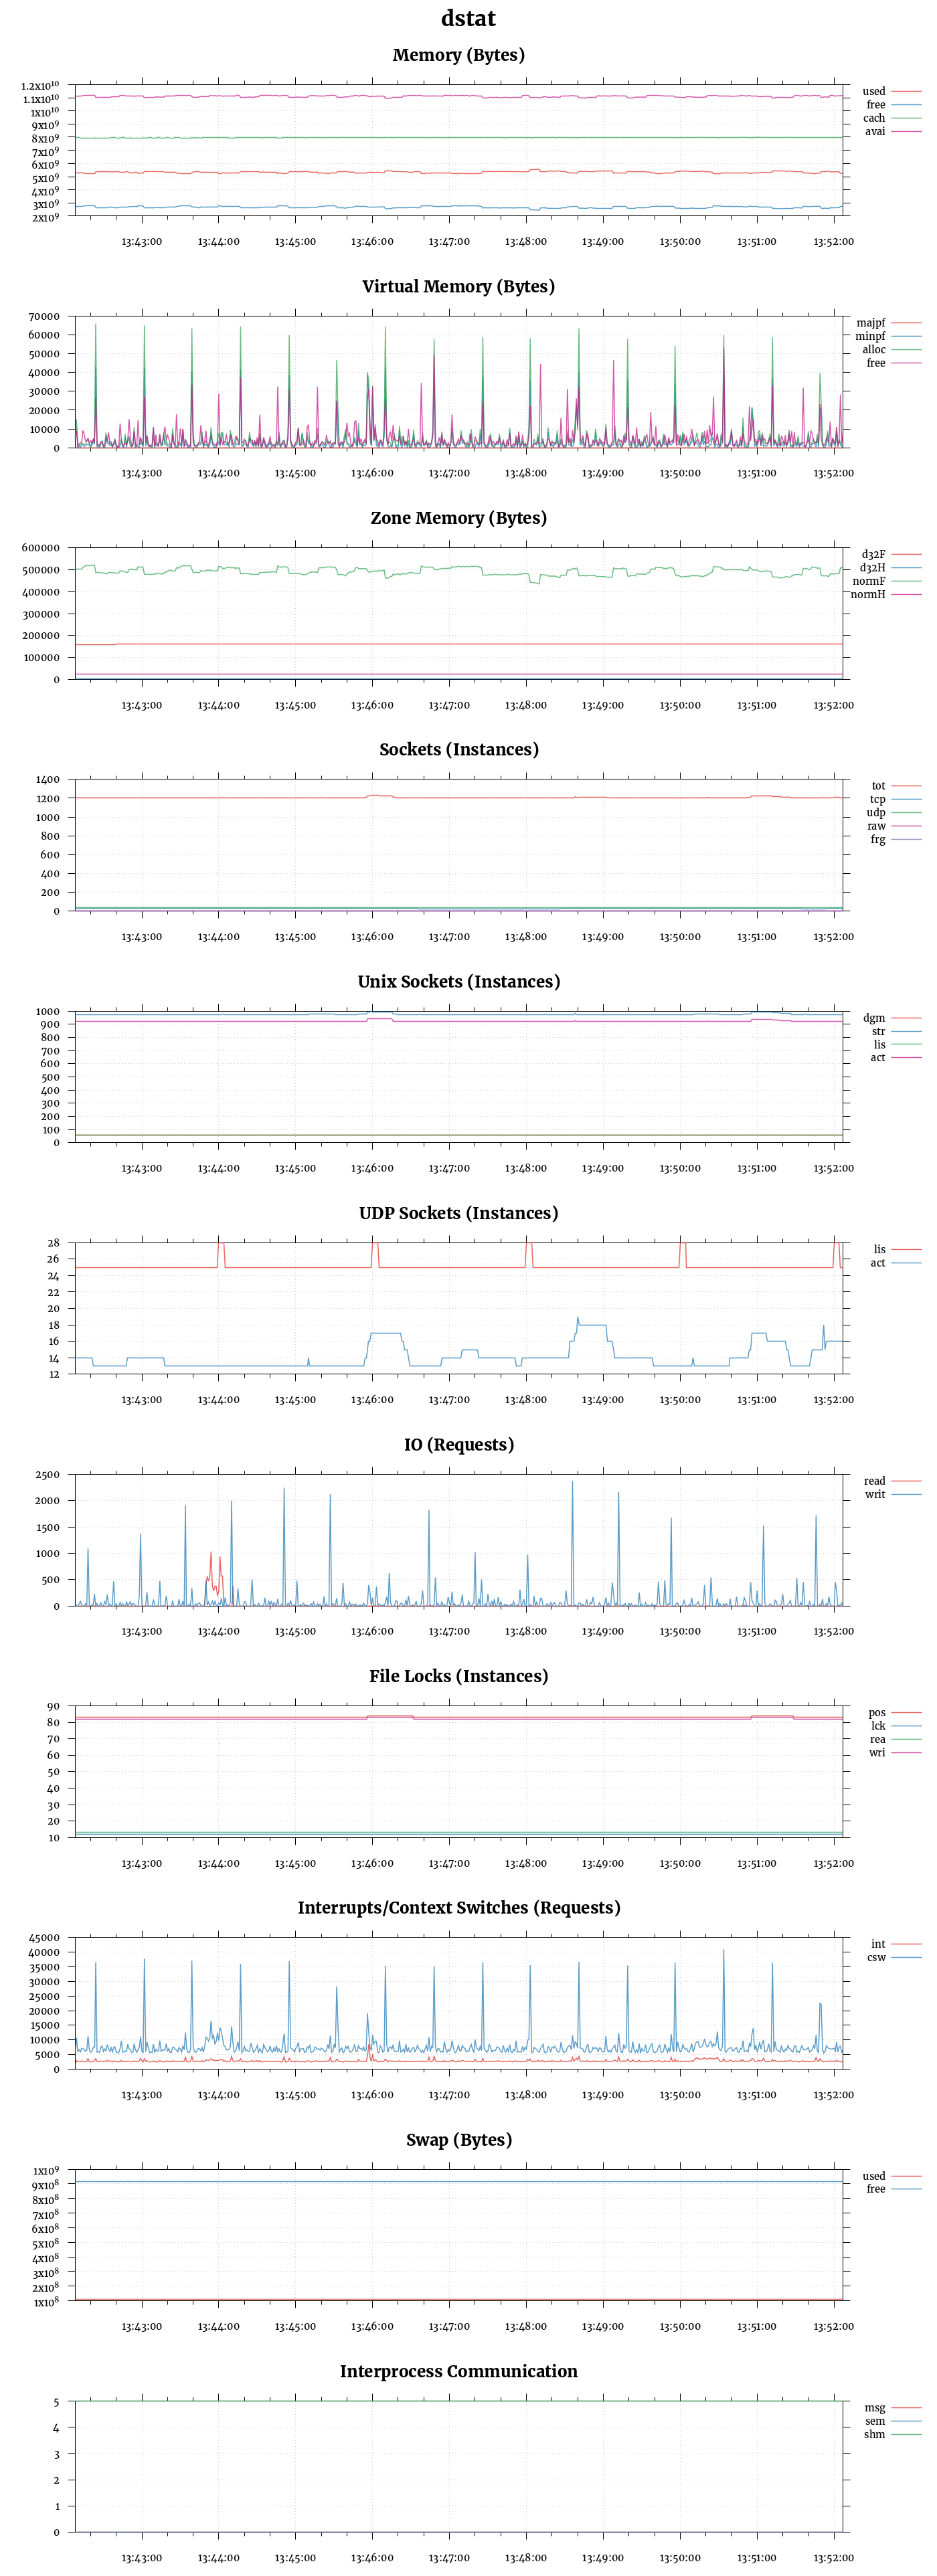 dstat
Memory (Bytes)
1.2x10¹⁰
1.1x10¹⁰
1x10¹⁰
9x10⁹
8x10⁹
7x10⁹
6x10⁹
5x10⁹
4x10⁹
3x10⁹
2x10⁹
13:43:00 13:44:00 13:45:00 13:46:00 13:47:00 13:48:00 13:49:00 13:50:00 13:51:00 13:52:00
used
free
cach
avai
Virtual Memory (Bytes)
70000
60000
50000
40000
30000
20000
10000
0
13:43:00 13:44:00 13:45:00 13:46:00 13:47:00 13:48:00 13:49:00 13:50:00 13:51:00 13:52:00
majpf
minpf
alloc
free
Zone Memory (Bytes)
600000
500000
400000
300000
200000
100000
0
13:43:00 13:44:00 13:45:00 13:46:00 13:47:00 13:48:00 13:49:00 13:50:00 13:51:00 13:52:00
d32F
d32H
normF
normH
Sockets (Instances)
1400
1200
1000
800
600
400
200
0
13:43:00 13:44:00 13:45:00 13:46:00 13:47:00 13:48:00 13:49:00 13:50:00 13:51:00 13:52:00
tot
tcp
udp
raw
frg
Unix Sockets (Instances)
1000
900
800
700
600
500
400
300
200
100
0
13:43:00 13:44:00 13:45:00 13:46:00 13:47:00 13:48:00 13:49:00 13:50:00 13:51:00 13:52:00
dgm
str
lis
act
UDP Sockets (Instances)
28
26
24
22
20
18
16
14
12
13:43:00 13:44:00 13:45:00 13:46:00 13:47:00 13:48:00 13:49:00 13:50:00 13:51:00 13:52:00
lis
act
IO (Requests)
2500
2000
1500
1000
500
0
13:43:00 13:44:00 13:45:00 13:46:00 13:47:00 13:48:00 13:49:00 13:50:00 13:51:00 13:52:00
read
writ
File Locks (Instances)
90
80
70
60
50
40
30
20
10
13:43:00 13:44:00 13:45:00 13:46:00 13:47:00 13:48:00 13:49:00 13:50:00 13:51:00 13:52:00
pos
lck
rea
wri
Interrupts/Context Switches (Requests)
45000
40000
35000
30000
25000
20000
15000
10000
5000
0
13:43:00 13:44:00 13:45:00 13:46:00 13:47:00 13:48:00 13:49:00 13:50:00 13:51:00 13:52:00
int
csw
Swap (Bytes)
1x10⁹
9x10⁸
8x10⁸
7x10⁸
6x10⁸
5x10⁸
4x10⁸
3x10⁸
2x10⁸
1x10⁸
13:43:00 13:44:00 13:45:00 13:46:00 13:47:00 13:48:00 13:49:00 13:50:00 13:51:00 13:52:00
used
free
Interprocess Communication
5
4
3
2
1
0
13:43:00 13:44:00 13:45:00 13:46:00 13:47:00 13:48:00 13:49:00 13:50:00 13:51:00 13:52:00
msg
sem
shm